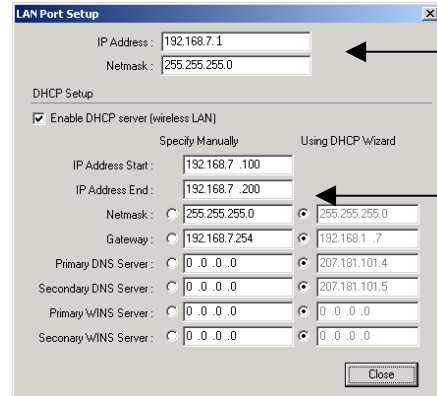 LAN Port Setup
IP Address : 192.168.7. 1
Netmask : 255.255.255.0
DHCP Setup
Enable DHCP server (wireless LAN)
Specify Manually Using DHCP Wizard
IP Address Start : 192.168.7 .100
IP Address End : 192.168.7 .200
Netmask : 255.255.255.0 255.255.255.0
Gateway : 192.168.7.254 192.168.1 .7
Primary DNS Server : 0 .0 .0 .0 207.181.101.4
Secondary DNS Server : 0 .0 .0 .0 207.181.101.5
Primary WINS Server : 0 .0 .0 .0 0 .0 .0 .0
Seconary WINS Server : 0 .0 .0 .0 0 .0 .0 .0
Close